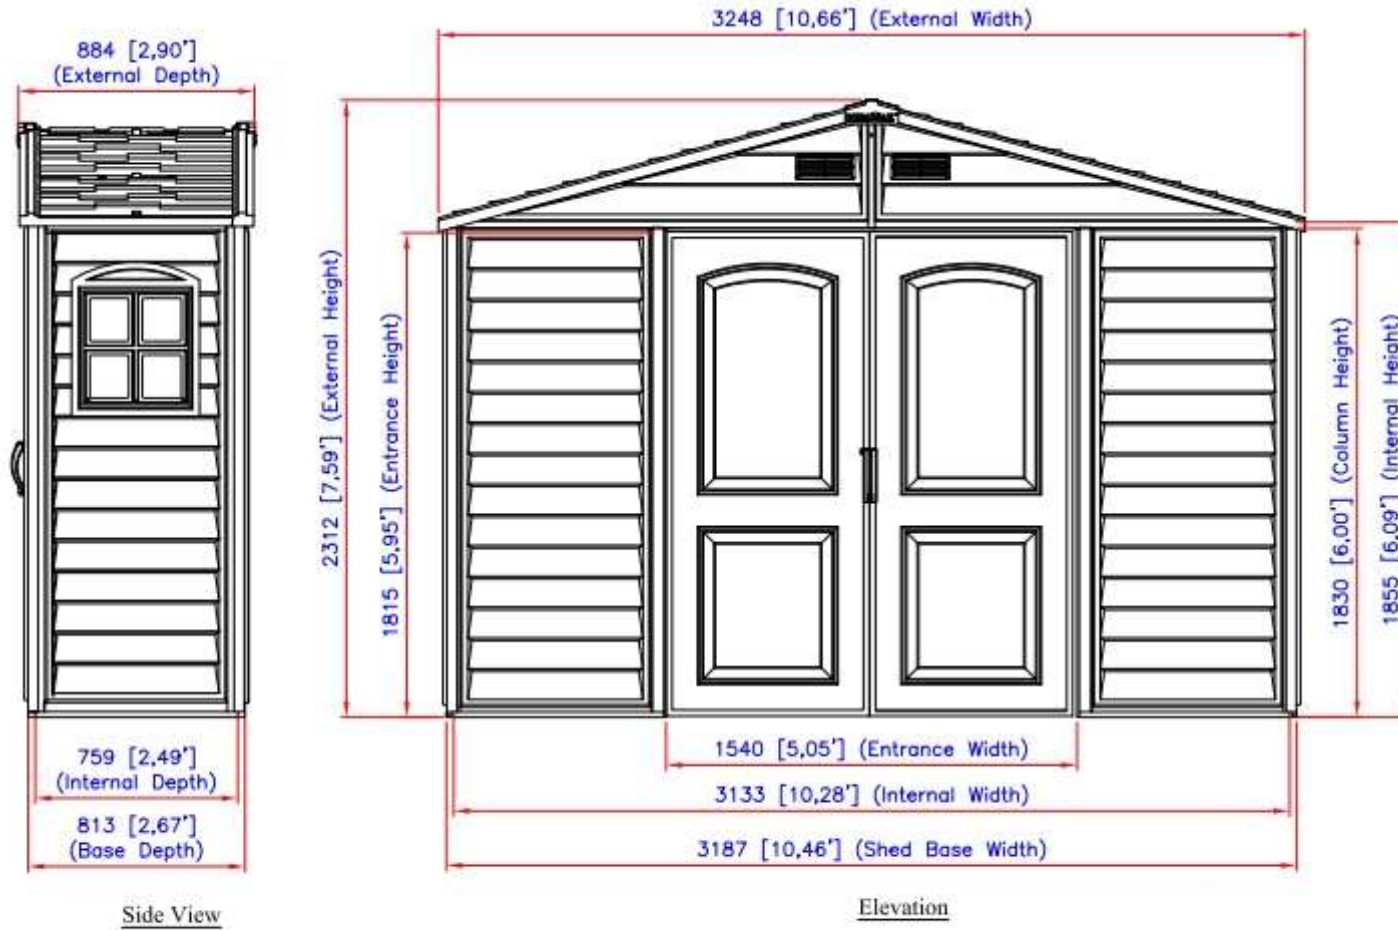 3248 [10,66'] (External Width)
884 [2,90']
(External Depth)
2312 [7,59'] (External Height)
1815 [5,95'] (Entrance Height)
1830 [6,00'] (Column Height)
1855 [6,09'] (Internal Height)
759 [2,49']
(Internal Depth)
813 [2,67']
(Base Depth)
1540 [5,05'] (Entrance Width)
3133 [10,28'] (Internal Width)
3187 [10,46'] (Shed Base Width)
Side View
Elevation